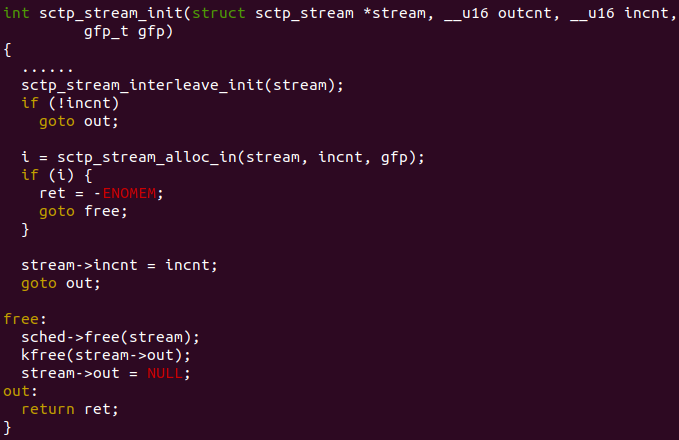 int sctp_stream_init(struct sctp_stream *stream, __u16 outcnt, __u16 incnt,
         gfp_t gfp)
{
  ......
  sctp_stream_interleave_init(stream);
  if (!incnt)
    goto out;

  i = sctp_stream_alloc_in(stream, incnt, gfp);
  if (i) {
    ret = -ENOMEM;
    goto free;
  }

  stream->incnt = incnt;
  goto out;

free:
  sched->free(stream);
  kfree(stream->out);
  stream->out = NULL;
out:
  return ret;
}